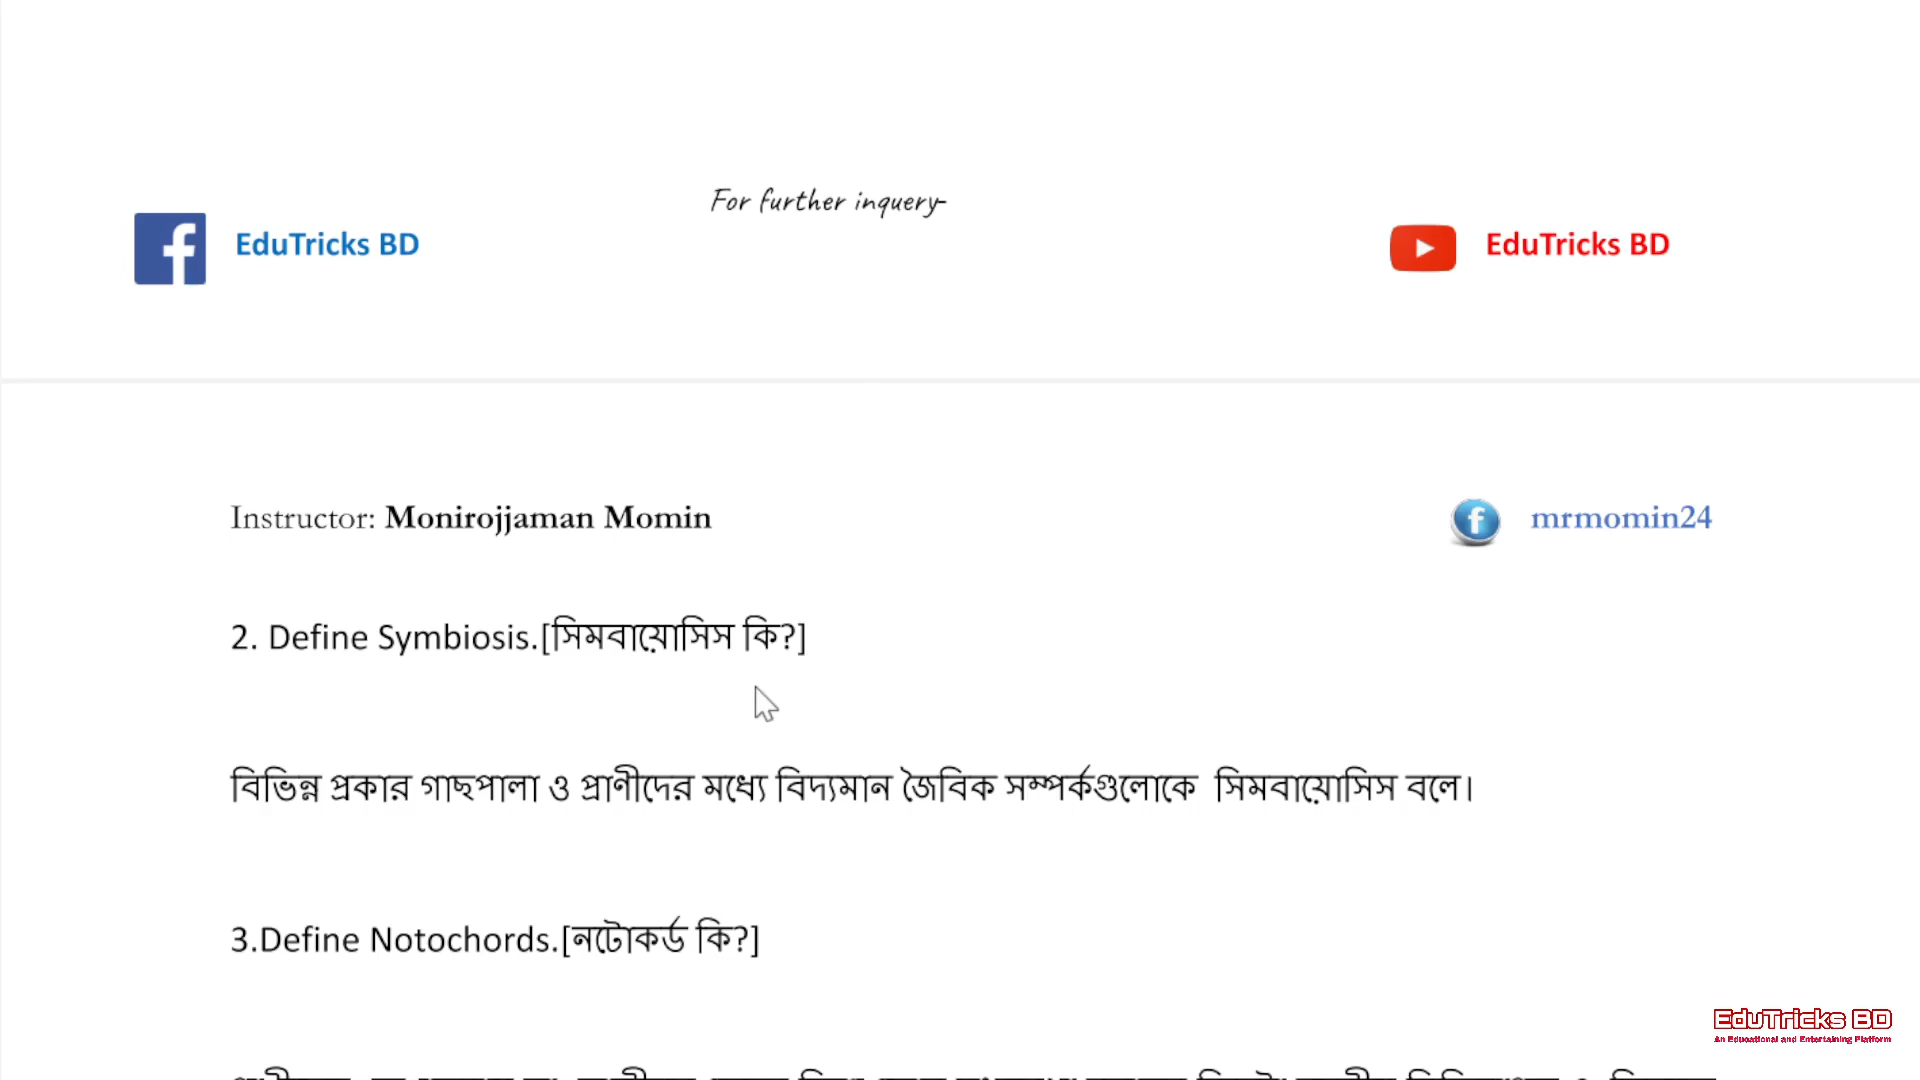 For further inquery-
EduTricks BD
EduTricks BD
Instructor: Monirojjaman Momin
mrmomin24
2. Define Symbiosis.[সিমবায়োসিস কি?]
বিভিন্ন প্রকার গাছপালা ও প্রাণীদের মধ্যে বিদ্যমান জৈবিক সম্পর্কগুলোকে সিমবায়োসিস বলে।
3.Define Notochords.[নটোকর্ড কি?]
EduTricks BD
An Educational and Entertaining Platform